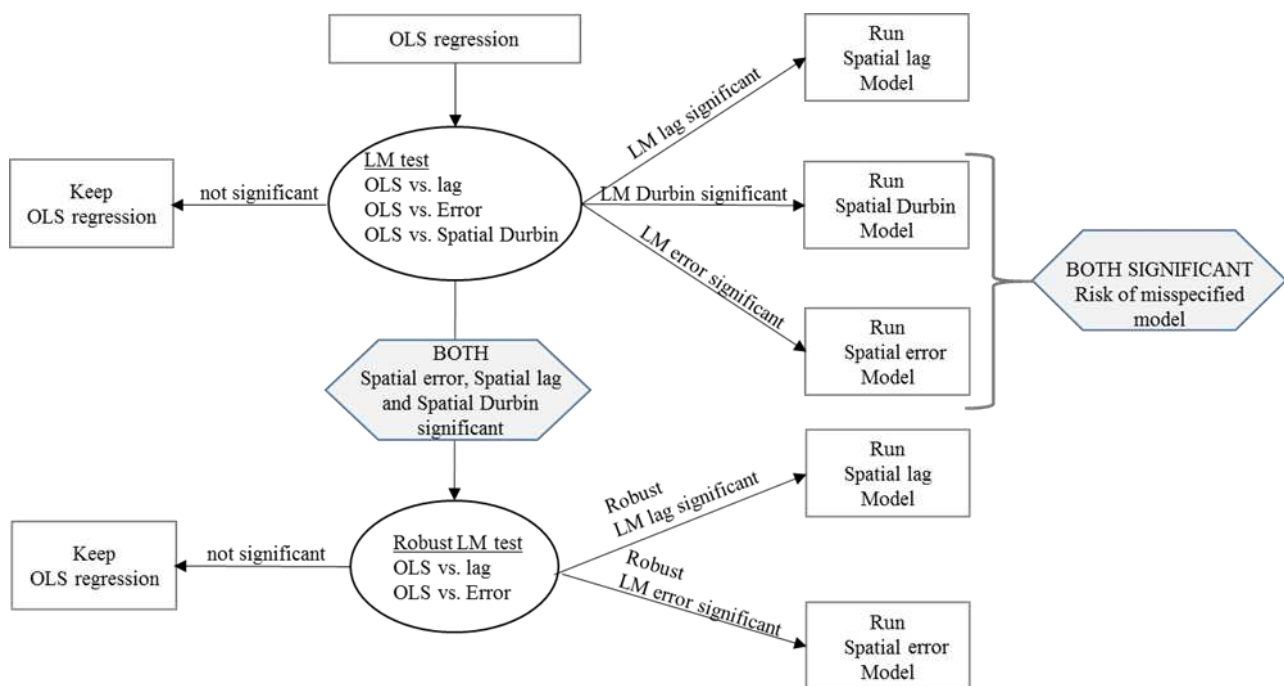 OLS regression
Run
Spatial lag
Model
LM lag significant
LM test
OLS vs. lag
OLS vs. Error
OLS vs. Spatial Durbin
not significant
Keep
OLS regression
LM Durbin significant
Run
Spatial Durbin
Model
LM error significant
Run
Spatial error
Model
BOTH SIGNIFICANT
Risk of misspecified
model
BOTH
Spatial error, Spatial lag
and Spatial Durbin
significant
Robust LM test
OLS vs. lag
OLS vs. Error
not significant
Keep
OLS regression
Robust
LM lag significant
Run
Spatial lag
Model
Robust
LM error significant
Run
Spatial error
Model